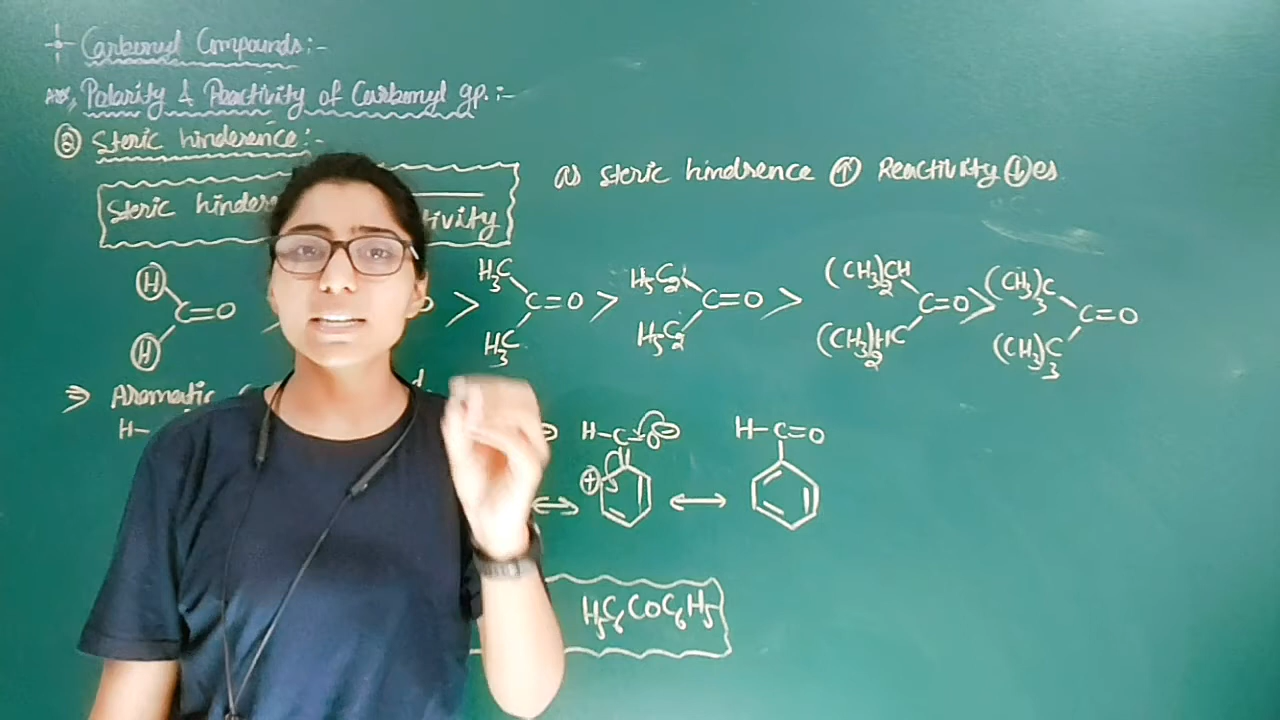 Carbonyl Compounds:-
Polarity & Reactivity of Carbonyl gp.:-
② Steric hinderence:-
as steric hindrence ↑ Reactivity ↓es
Steric hindere tivity
H H C=O > O > H3C H3C C=O > H5C2 H5C2 C=O > (CH3)2CH (CH3)2HC C=O > (CH3)3C (CH3)3C C=O
⇒ Aromatic
H- H-C-O⊖ ⊕ ↔ ↔ H-C=O
H5C6COC6H5